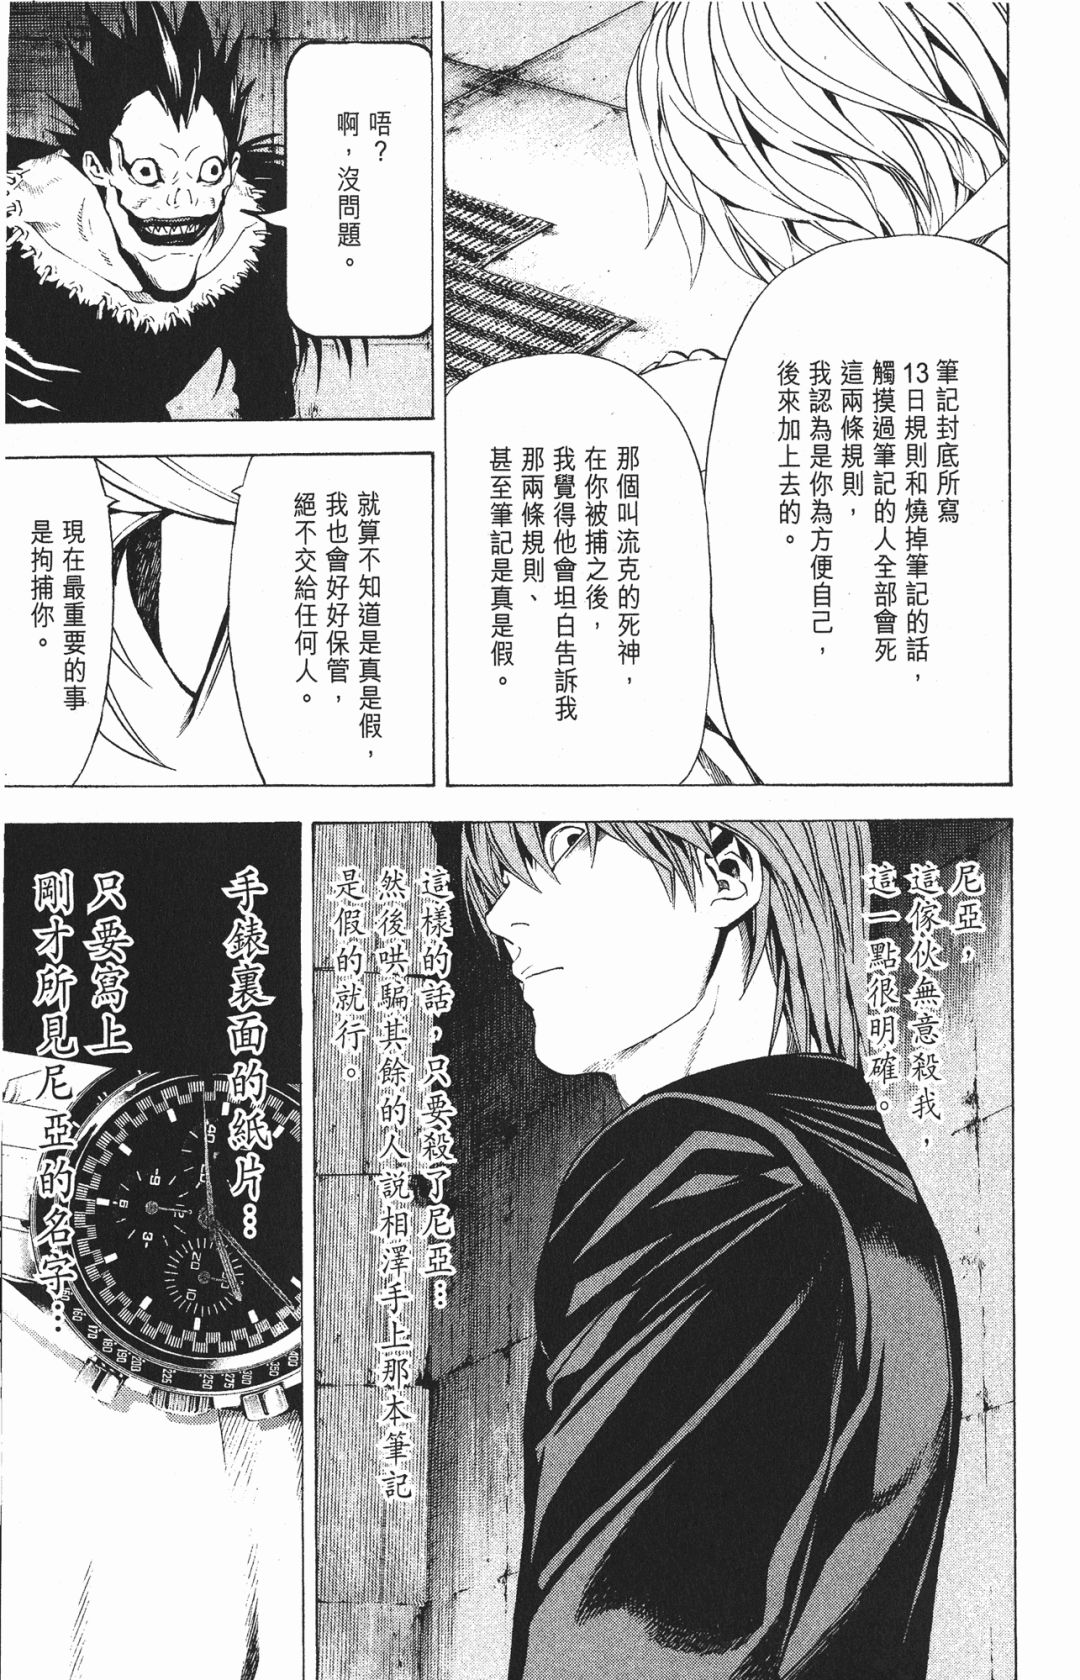 筆記封底所寫
13日規則和燒掉筆記的話，
觸摸過筆記的人全部會死
這兩條規則，
我認為是你為方便自己，
後來加上去的。
那個叫流克的死神，
在你被捕之後，
我覺得他會坦白告訴我
那兩條規則、
甚至筆記是真是假。
唔？
啊，沒問題。
就算不知道是真是假，
我也會好好保管，
絕不交給任何人。
現在最重要的事
是拘捕你。
尼亞，
這傢伙無意殺我，
這一點很明確。
這樣的話，只要殺了尼亞…
然後哄騙其餘的人說相澤手上那本筆記
是假的就行。
手錶裏面的紙片…
只要寫上
剛才所見尼亞的名字…